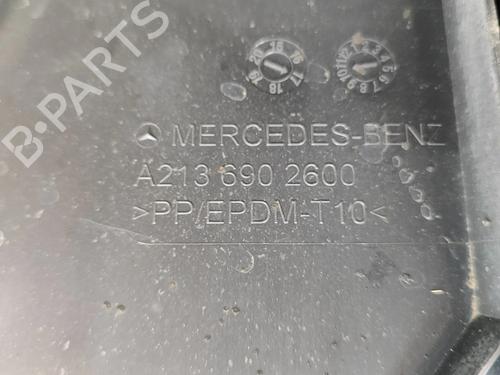 B-PARTS
MERCEDES-BENZ
A213 690 2600
>PP/EPDM-T10<